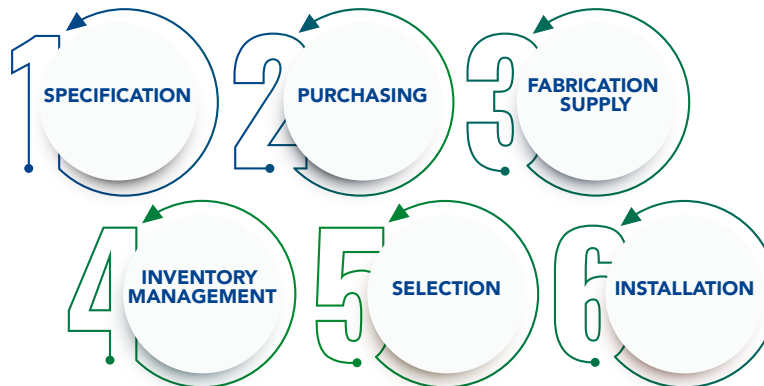 1
SPECIFICATION
2
PURCHASING
3
FABRICATION
SUPPLY
4
INVENTORY
MANAGEMENT
5
SELECTION
6
INSTALLATION